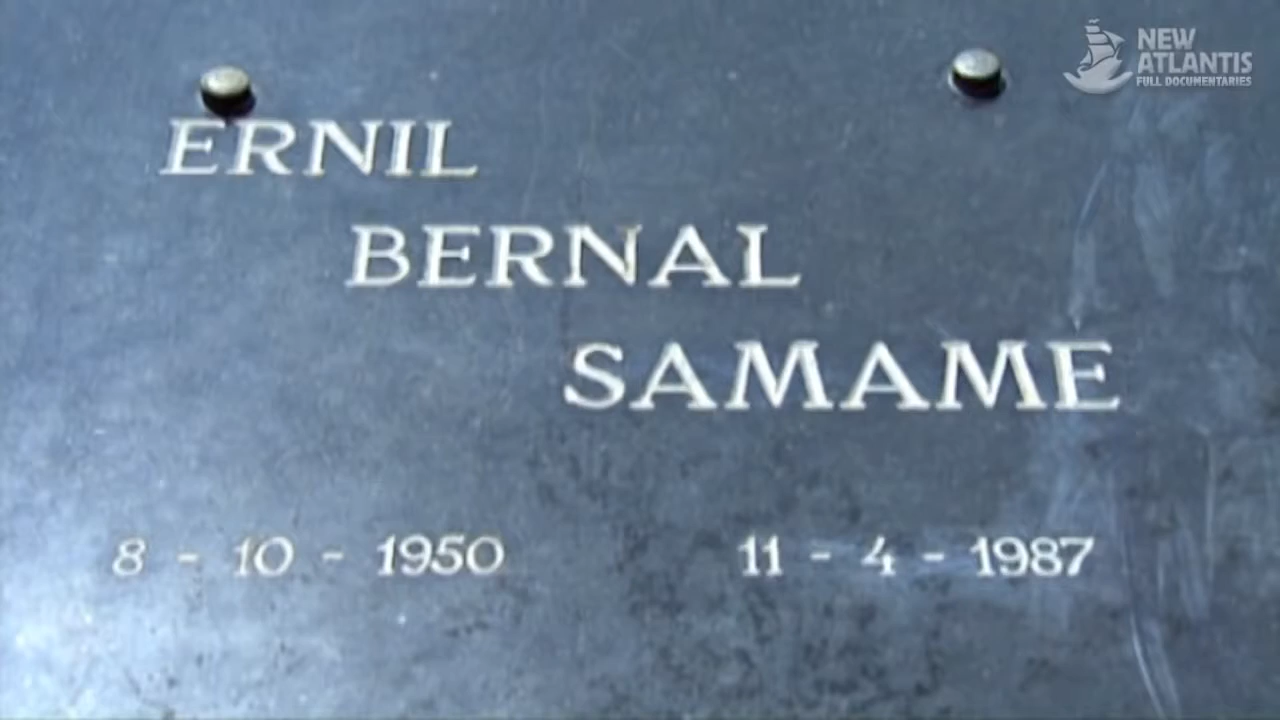 NEW
ATLANTIS
FULL DOCUMENTARIES
ERNIL
BERNAL
SAMAME
8 - 10 - 1950 11 - 4 - 1987